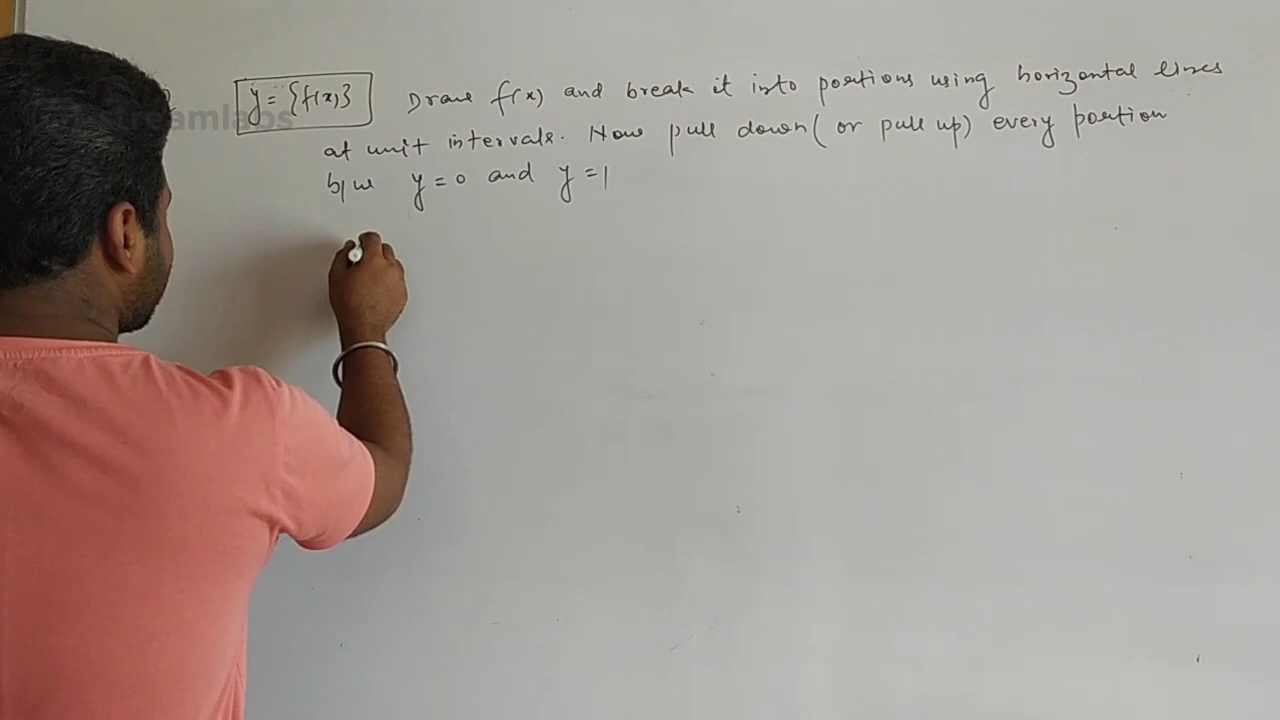 y = {f(x)} Draw f(x) and break it into portions using horizontal lines
at unit intervals. Now pull down (or pull up) every portion
b/w y = 0 and y = 1